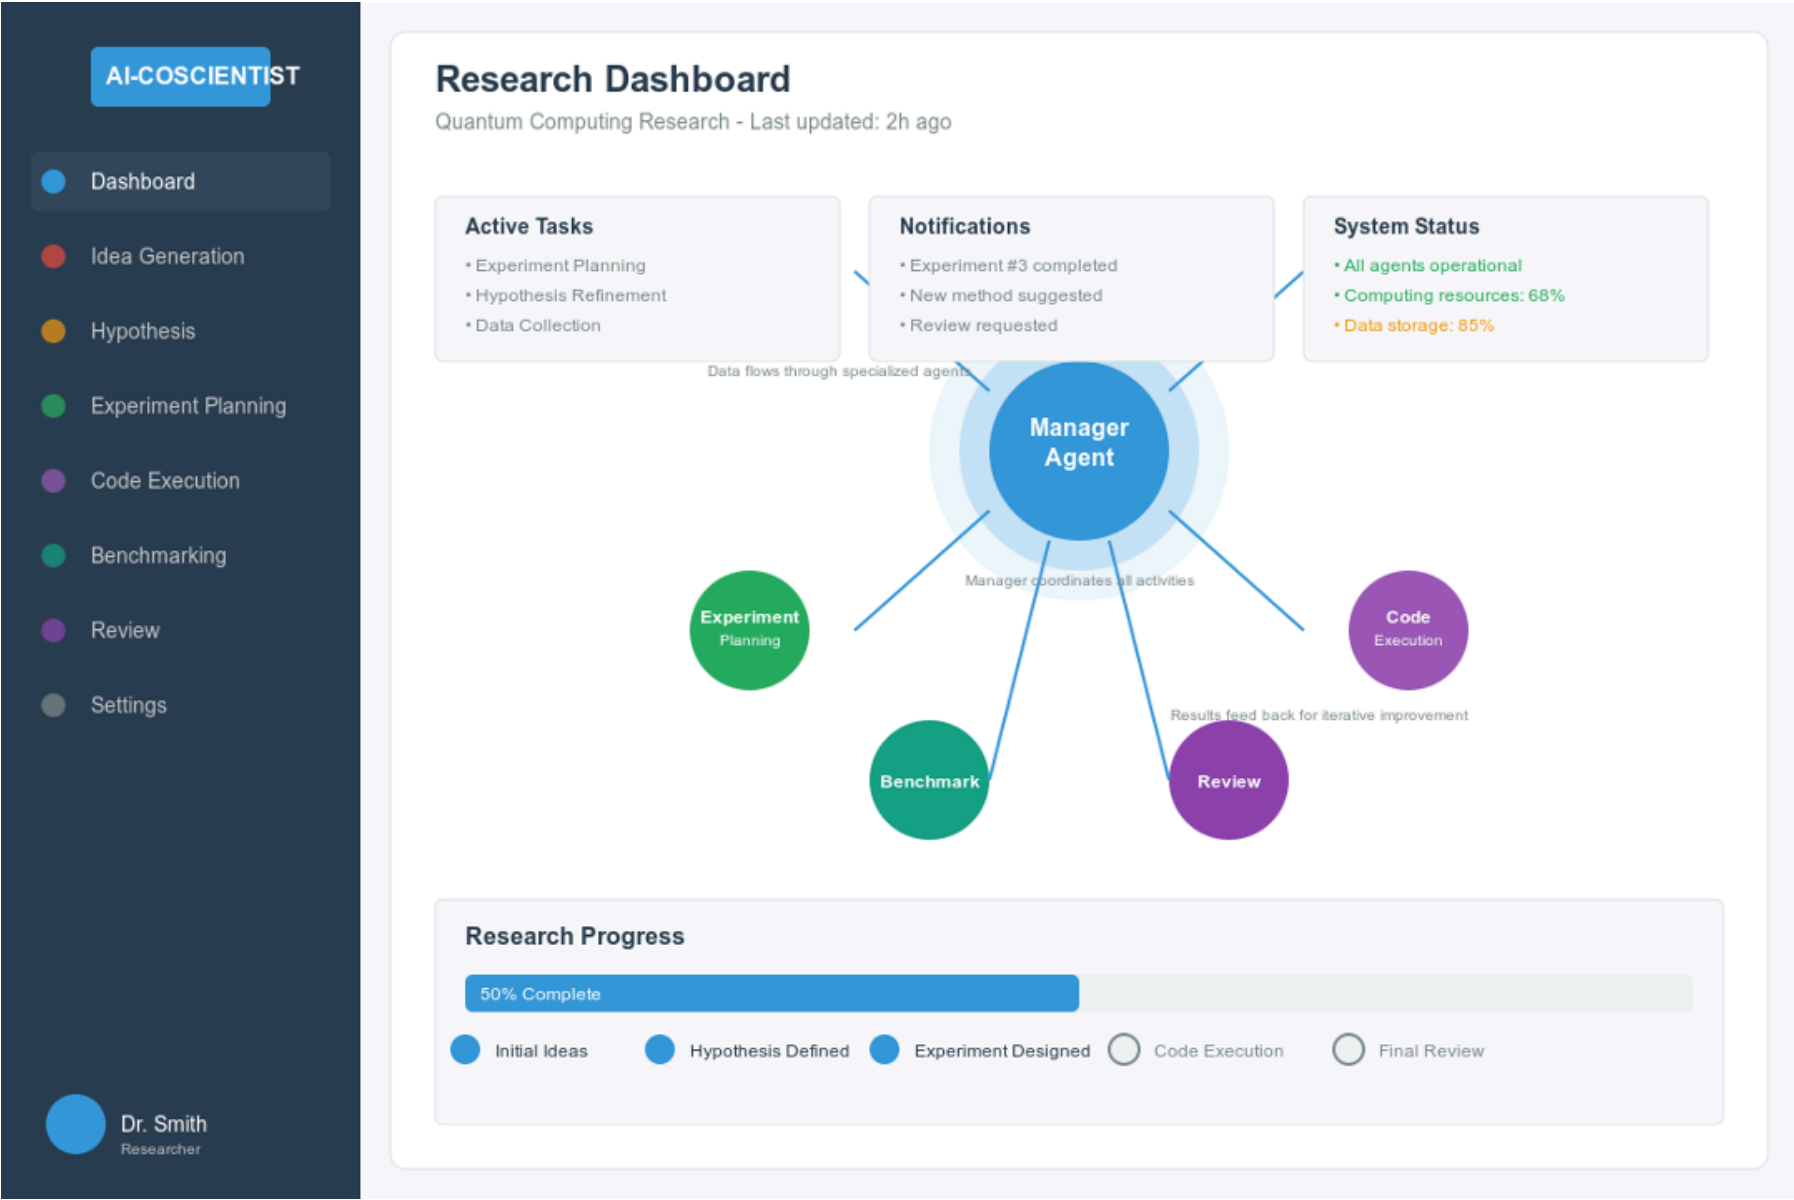 AI-COSCIENTIST
Dashboard
Idea Generation
Hypothesis
Experiment Planning
Code Execution
Benchmarking
Review
Settings
Dr. Smith
Researcher
Research Dashboard
Quantum Computing Research - Last updated: 2h ago
Active Tasks
• Experiment Planning
• Hypothesis Refinement
• Data Collection
Notifications
• Experiment #3 completed
• New method suggested
• Review requested
System Status
• All agents operational
• Computing resources: 68%
• Data storage: 85%
Data flows through specialized agents
Manager
Agent
Manager coordinates all activities
Experiment
Planning
Code
Execution
Results feed back for iterative improvement
Benchmark
Review
Research Progress
50% Complete
Initial Ideas
Hypothesis Defined
Experiment Designed
Code Execution
Final Review